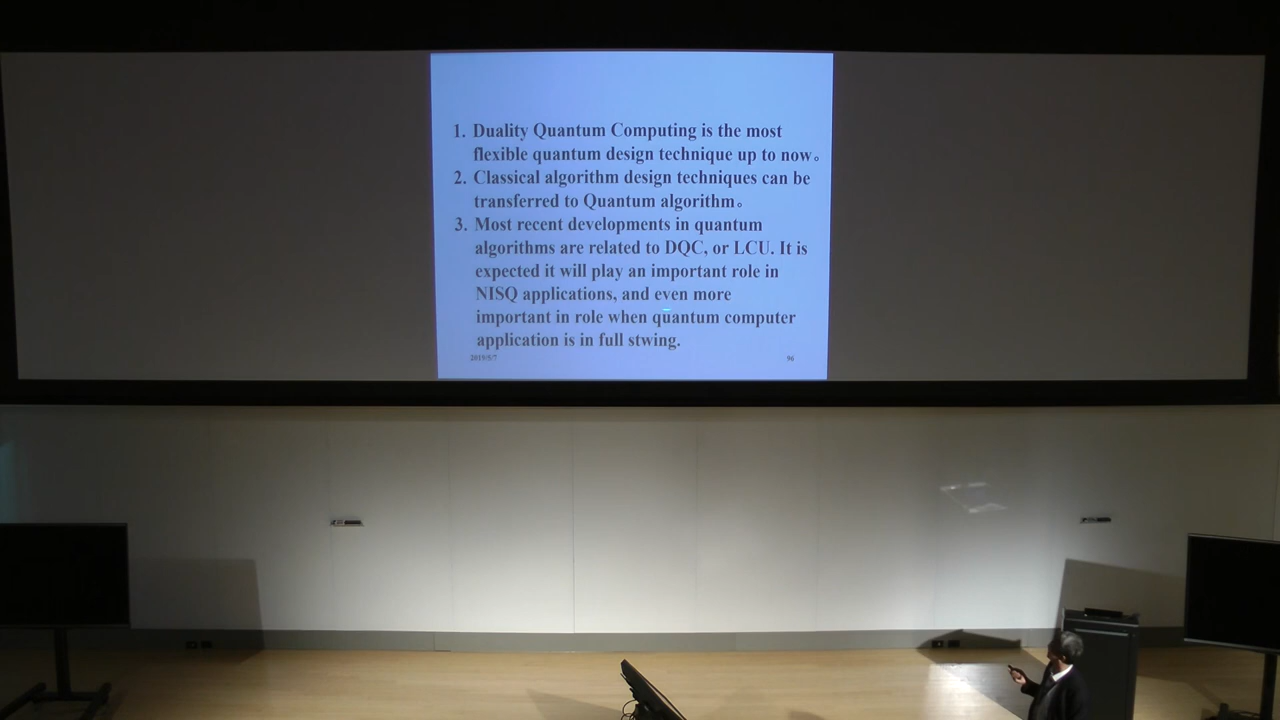 1. Duality Quantum Computing is the most
flexible quantum design technique up to now。
2. Classical algorithm design techniques can be
transferred to Quantum algorithm。
3. Most recent developments in quantum
algorithms are related to DQC, or LCU. It is
expected it will play an important role in
NISQ applications, and even more
important in role when quantum computer
application is in full stwing.
2019/5/7
96